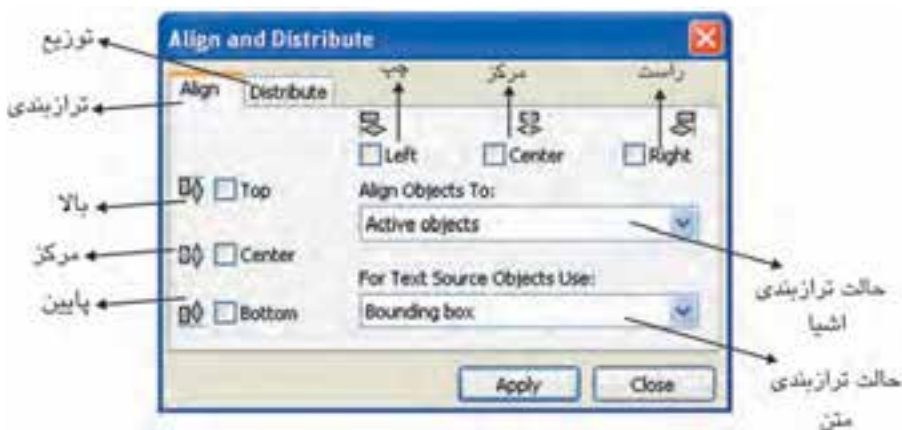 توزیع
Align and Distribute
ترازبندی
Align
Distribute
چپ
مرکز
راست
Left
Center
Right
بالا
Top
Align Objects To:
Active objects
مرکز
Center
For Text Source Objects Use:
حالت ترازبندی
اشیا
پایین
Bottom
Bounding box
Apply
Close
حالت ترازبندی
متن